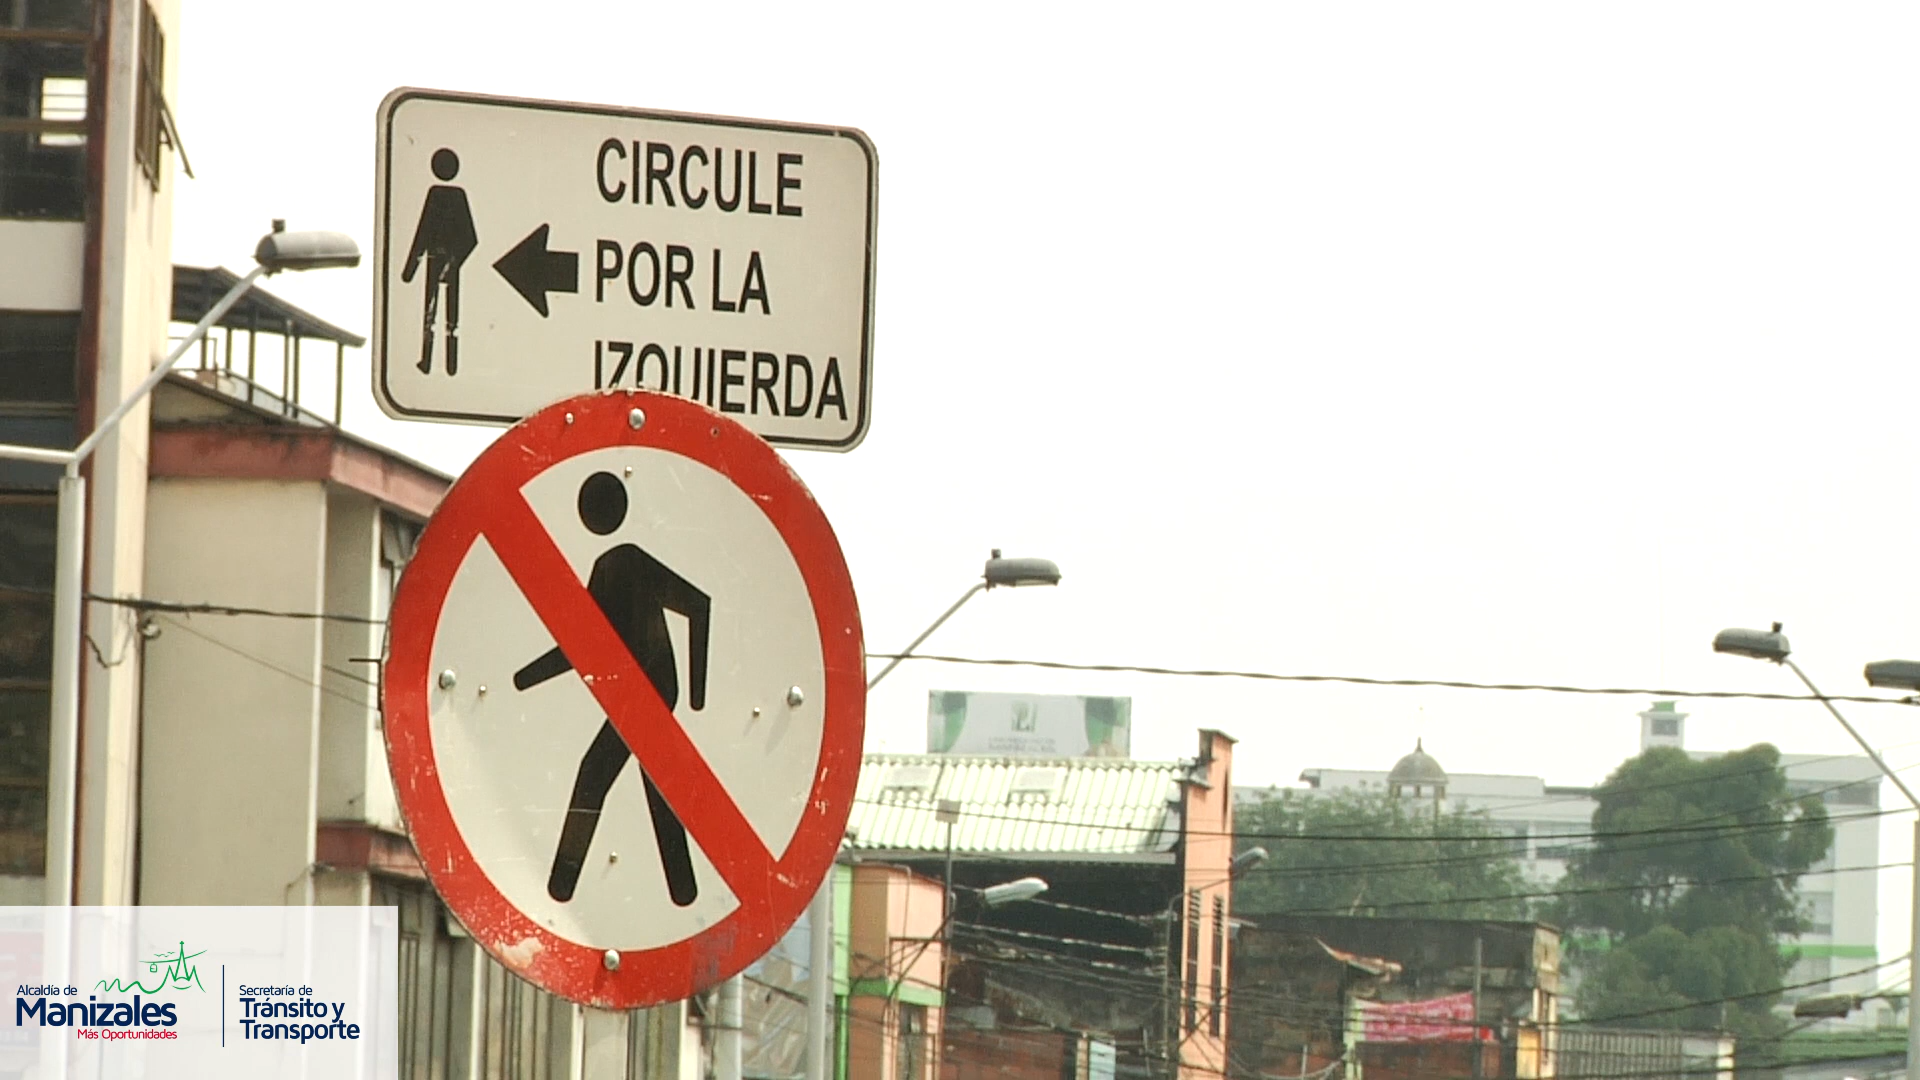 CIRCULE
POR LA
IZQUIERDA
Alcaldía de
Manizales
Más Oportunidades
Secretaría de
Tránsito y
Transporte